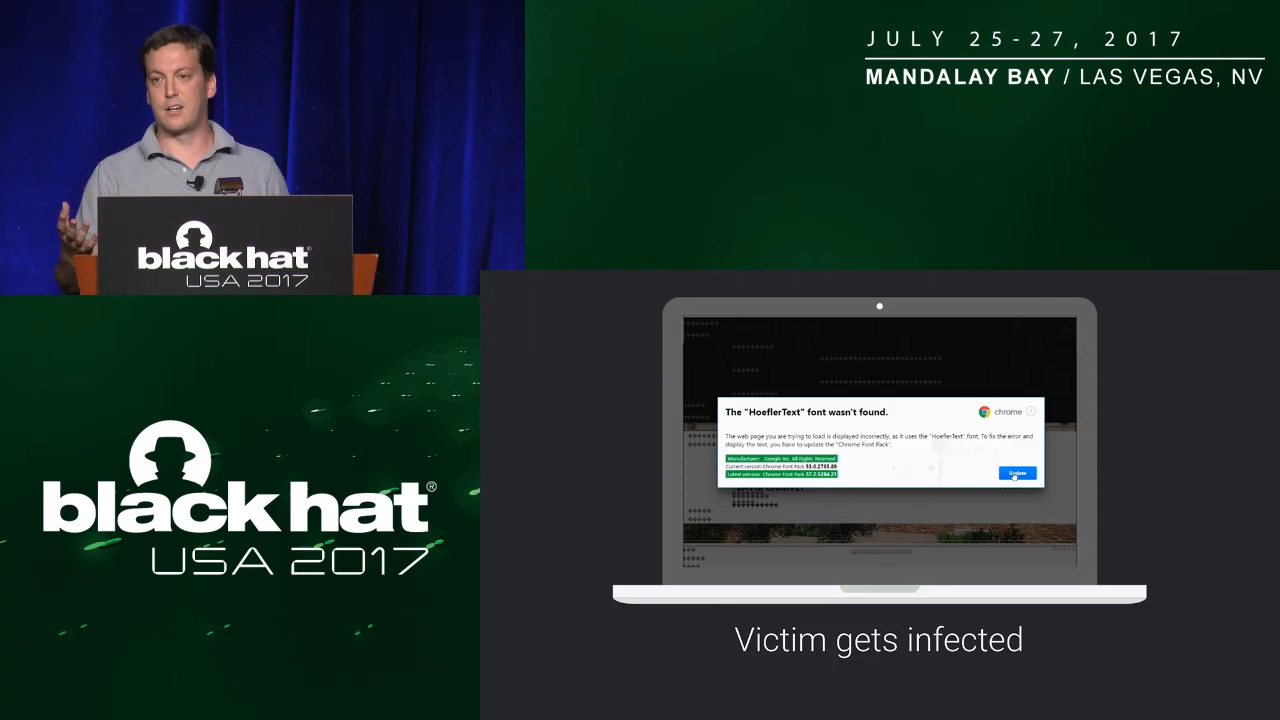 JULY 25-27, 2017
MANDALAY BAY / LAS VEGAS, NV
black hat®
USA 2017
The "HoeflerText" font wasn't found.
chrome
The web page you are trying to load is displayed incorrectly, as it uses the "HoeflerText" font. To fix the error and
display the text, you have to update the "Chrome Font Pack".
Manufacturer: Google Inc. All Rights Reserved
Current version: Chrome Font Pack 53.0.2785.89
Latest version: Chrome Font Pack 57.2.5284.21
Update
black hat®
USA 2017
Victim gets infected